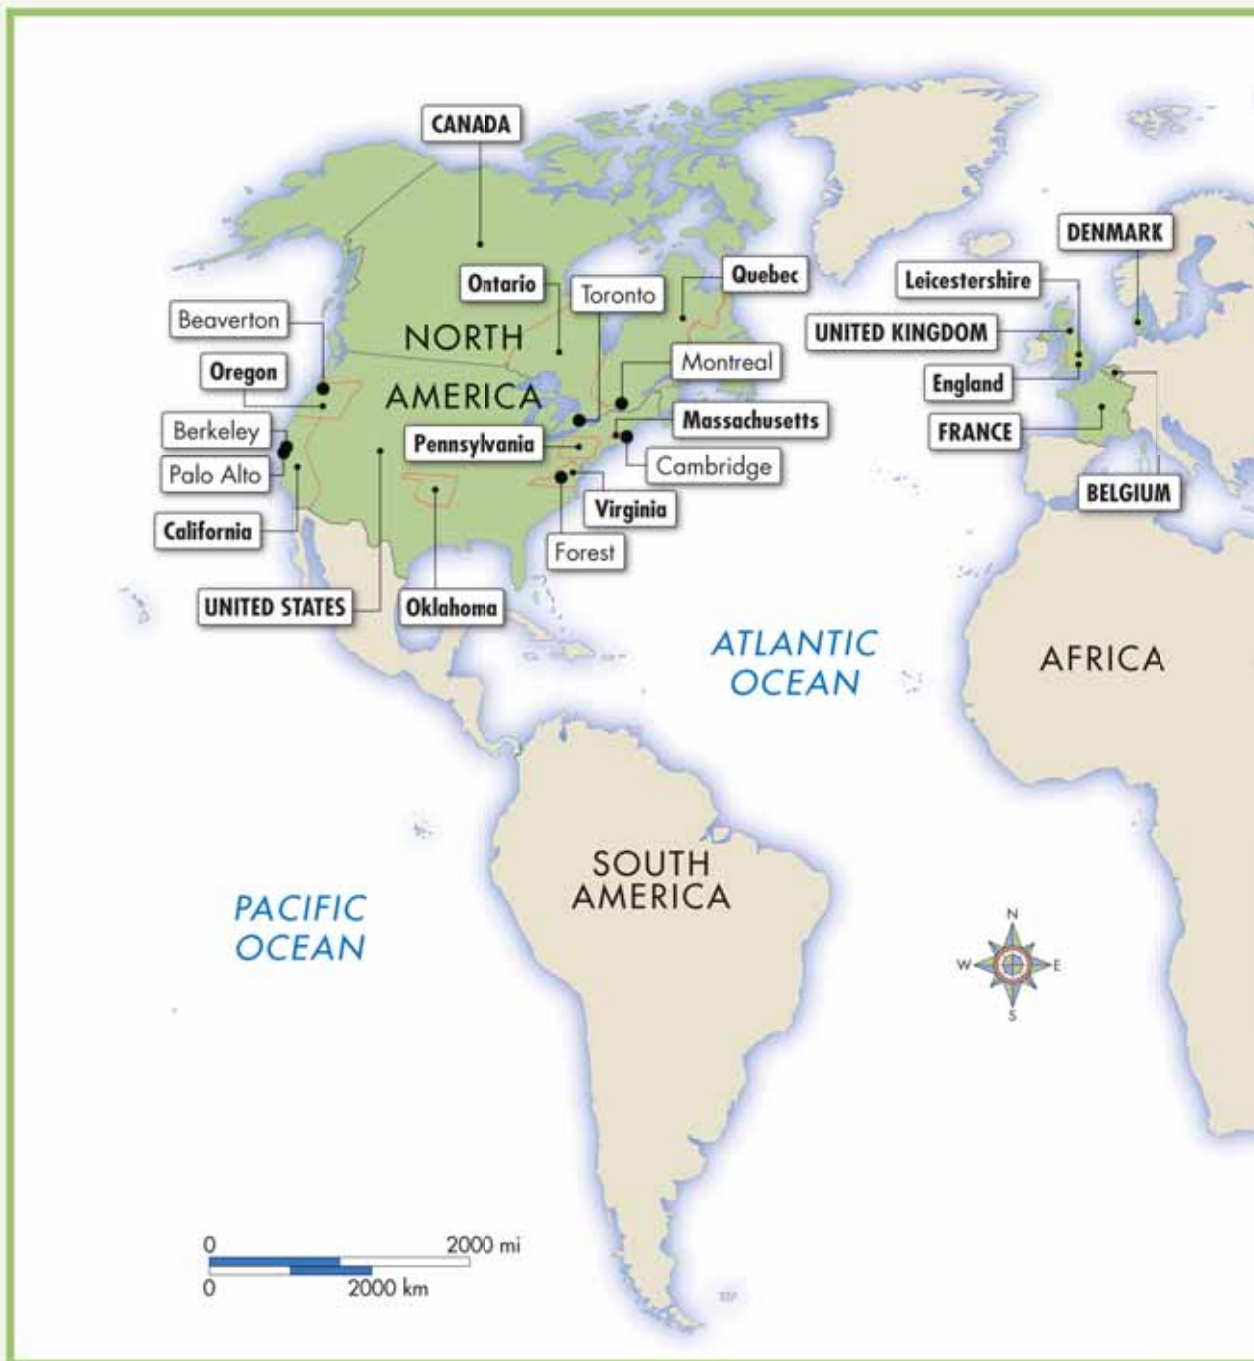 CANADA
DENMARK
Ontario
Toronto
Quebec
Leicestershire
Beaverton
NORTH
UNITED KINGDOM
Oregon
Montreal
England
AMERICA
Berkeley
Pennsylvania
Massachusetts
FRANCE
Palo Alto
Cambridge
California
Virginia
BELGIUM
Forest
UNITED STATES
Oklahoma
ATLANTIC
OCEAN
AFRICA
SOUTH
AMERICA
PACIFIC
OCEAN
N
W E
S
0 2000 mi
0 2000 km